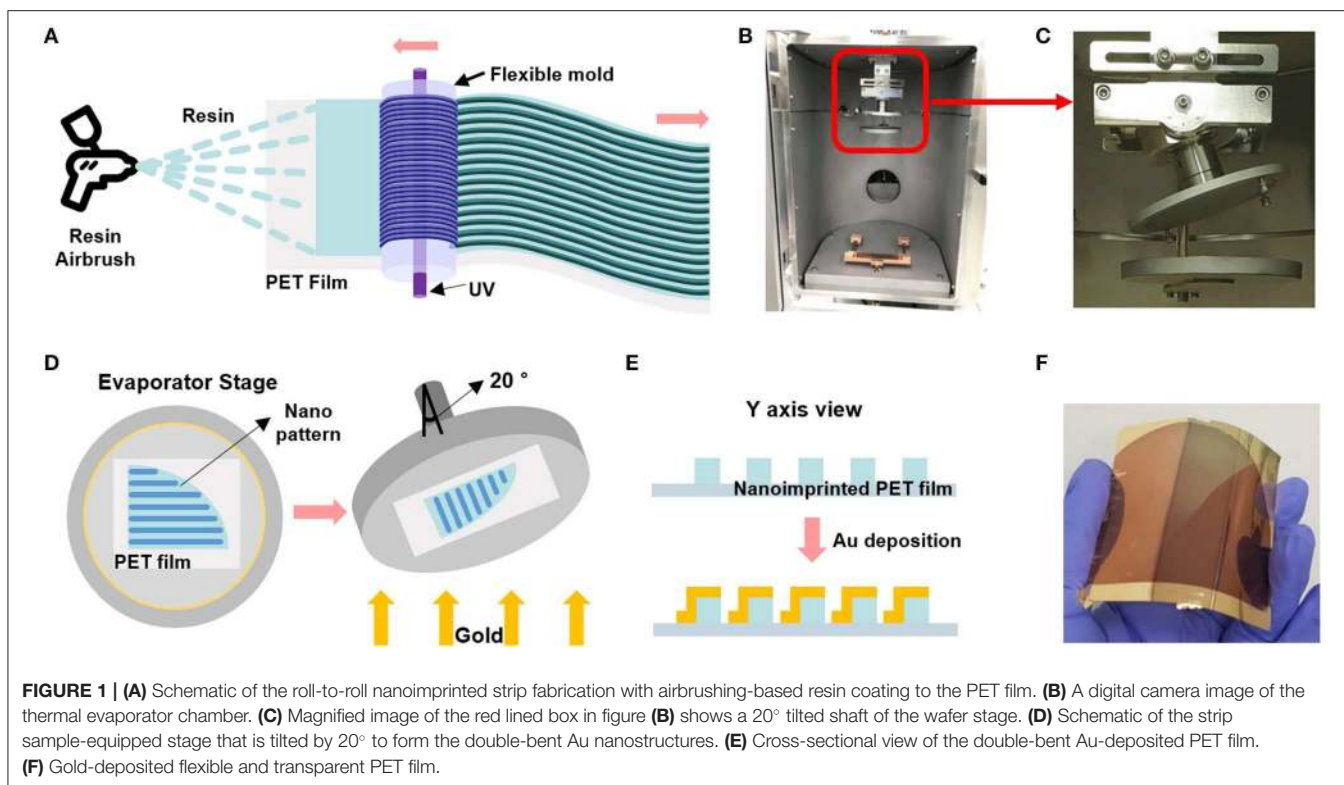 A
Flexible mold
Resin
Resin
Airbrush
PET Film
UV
B
C
D
Evaporator Stage
Nano
pattern
PET film
20 °
Gold
E
Y axis view
Nanoimprinted PET film
Au deposition
F
FIGURE 1 | (A) Schematic of the roll-to-roll nanoimprinted strip fabrication with airbrushing-based resin coating to the PET film. (B) A digital camera image of the
thermal evaporator chamber. (C) Magnified image of the red lined box in figure (B) shows a 20° tilted shaft of the wafer stage. (D) Schematic of the strip
sample-equipped stage that is tilted by 20° to form the double-bent Au nanostructures. (E) Cross-sectional view of the double-bent Au-deposited PET film.
(F) Gold-deposited flexible and transparent PET film.